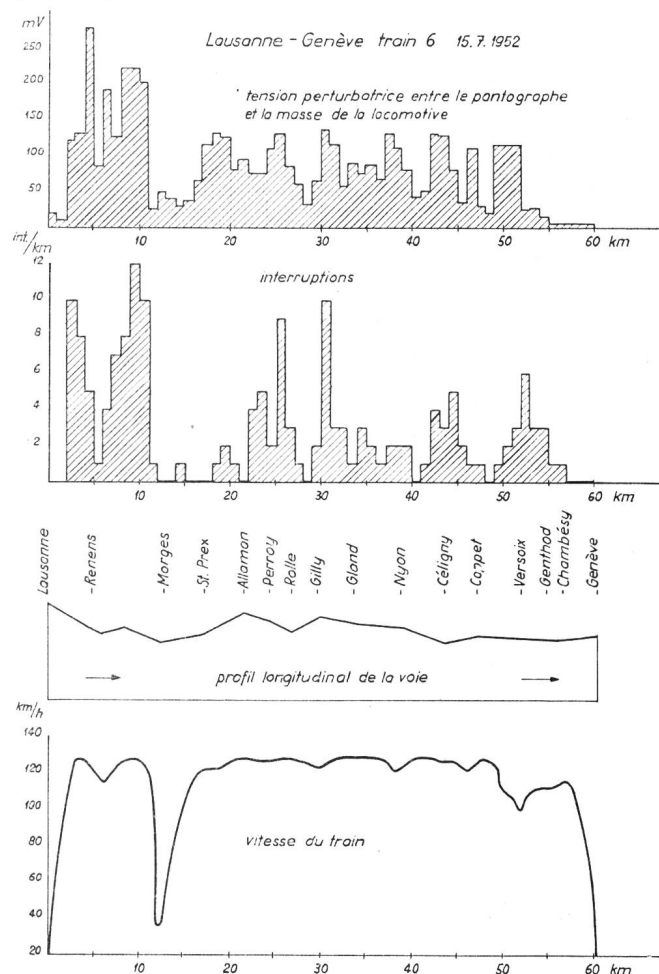 mV
Lausanne - Genève train 6 15.7.1952
250
200
tension perturbatrice entre le pantographe
et la masse de la locomotive
150
100
50
10 20 30 40 50 60 km
int./
km
12
interruptions
10
8
6
4
2
10 20 30 40 50 60 km
Lausanne
- Renens
- Morges
- St. Prex
- Allaman
- Perroy
- Rolle
- Gilly
- Gland
- Nyon
- Céligny
- Coppet
- Versoix
- Genthod
- Chambésy
- Genève
profil longitudinal de la voie
km/h
140
120
100
80
vitesse du train
60
40
20
10 20 30 40 50 60 km